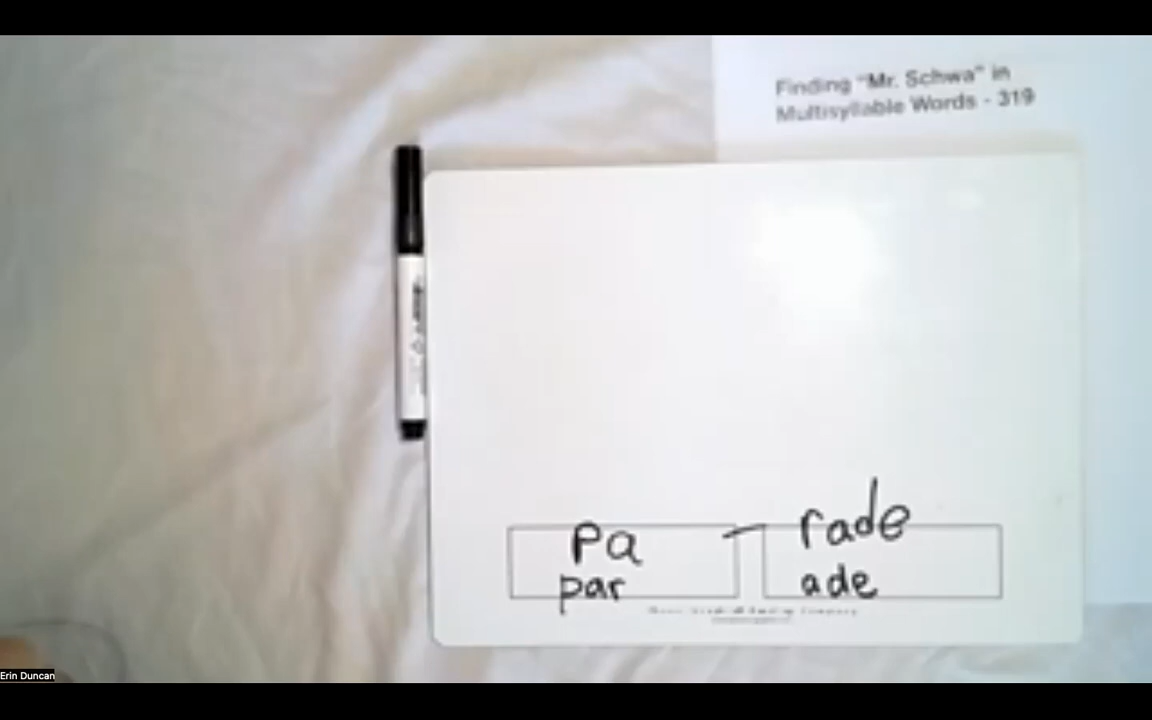 Finding "Mr. Schwa" in
Multisyllable Words - 319
Pa - rade
par ade
Erin Duncan